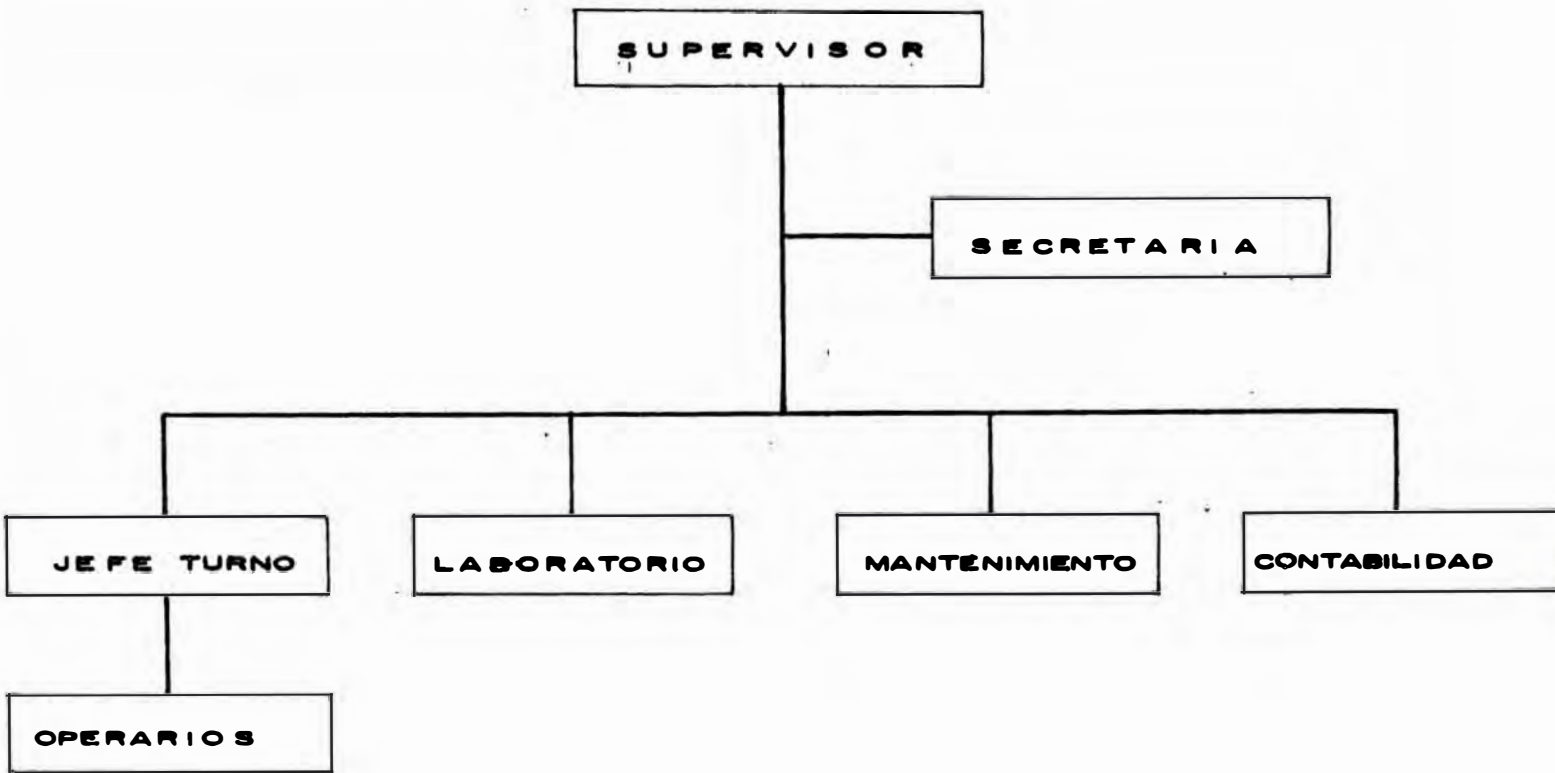 SUPERVISOR
SECRETARIA
JEFE TURNO
LABORATORIO
MANTENIMIENTO
CONTABILIDAD
OPERARIOS